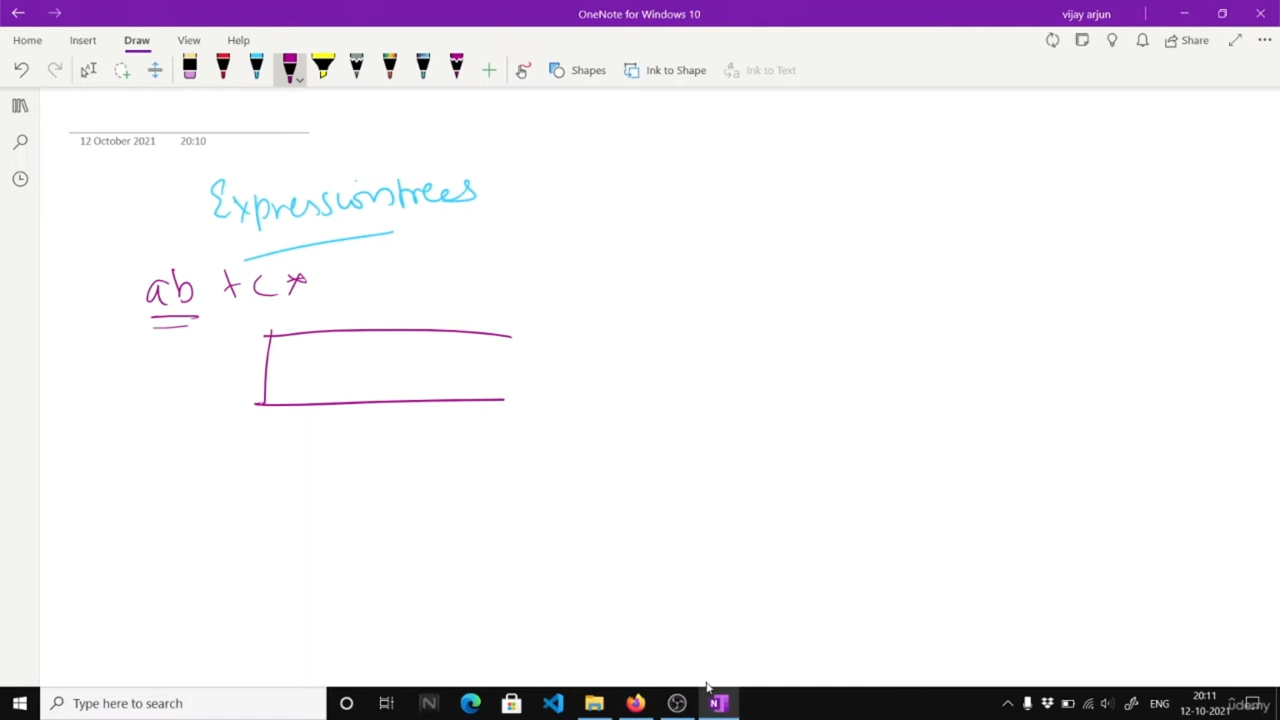 OneNote for Windows 10
vijay arjun
Home Insert Draw View Help
Share
Shapes Ink to Shape Ink to Text
12 October 2021 20:10
Expressiontrees
ab + c *
Type here to search
N
N
ENG
20:11
12-10-2021
udemy